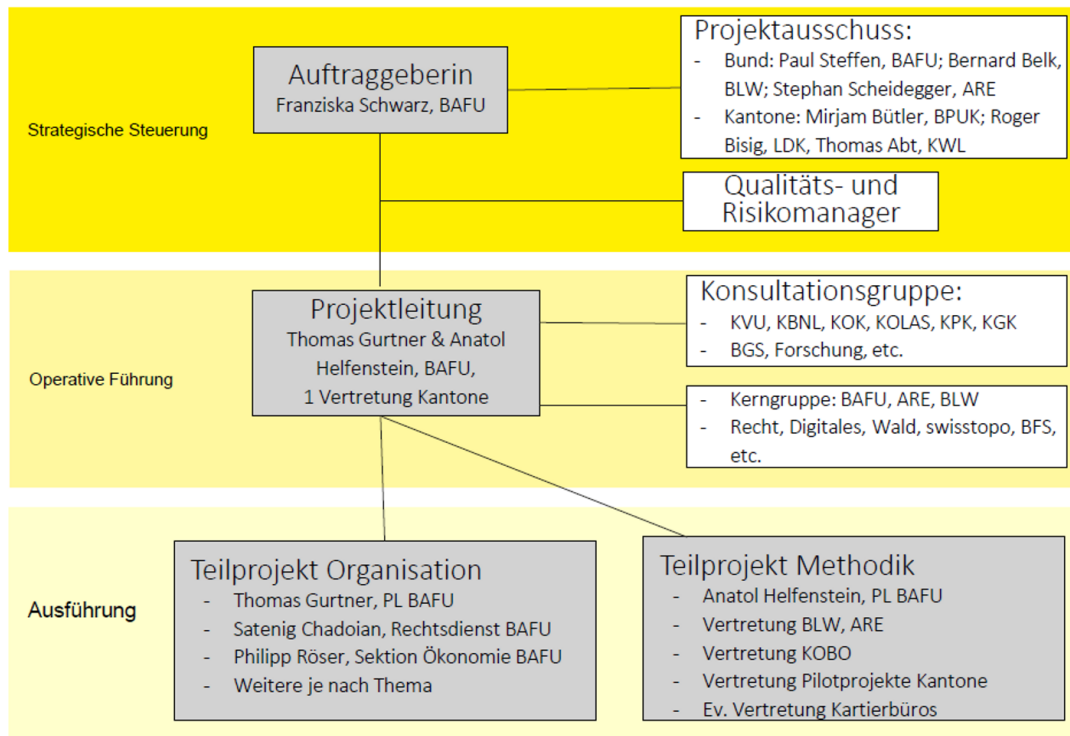 Strategische Steuerung
Auftraggeberin
Franziska Schwarz, BAFU
Projektausschuss:
- Bund: Paul Steffen, BAFU; Bernard Belk,
BLW; Stephan Scheidegger, ARE
- Kantone: Mirjam Bütler, BPUK; Roger
Bisig, LDK, Thomas Abt, KWL
Qualitäts- und
Risikomanager
Operative Führung
Projektleitung
Thomas Gurtner & Anatol
Helfenstein, BAFU,
1 Vertretung Kantone
Konsultationsgruppe:
- KVU, KBNL, KOK, KOLAS, KPK, KGK
- BGS, Forschung, etc.
- Kerngruppe: BAFU, ARE, BLW
- Recht, Digitales, Wald, swisstopo, BFS,
etc.
Ausführung
Teilprojekt Organisation
- Thomas Gurtner, PL BAFU
- Satenig Chadoian, Rechtsdienst BAFU
- Philipp Röser, Sektion Ökonomie BAFU
- Weitere je nach Thema
Teilprojekt Methodik
- Anatol Helfenstein, PL BAFU
- Vertretung BLW, ARE
- Vertretung KOBO
- Vertretung Pilotprojekte Kantone
- Ev. Vertretung Kartierbüros